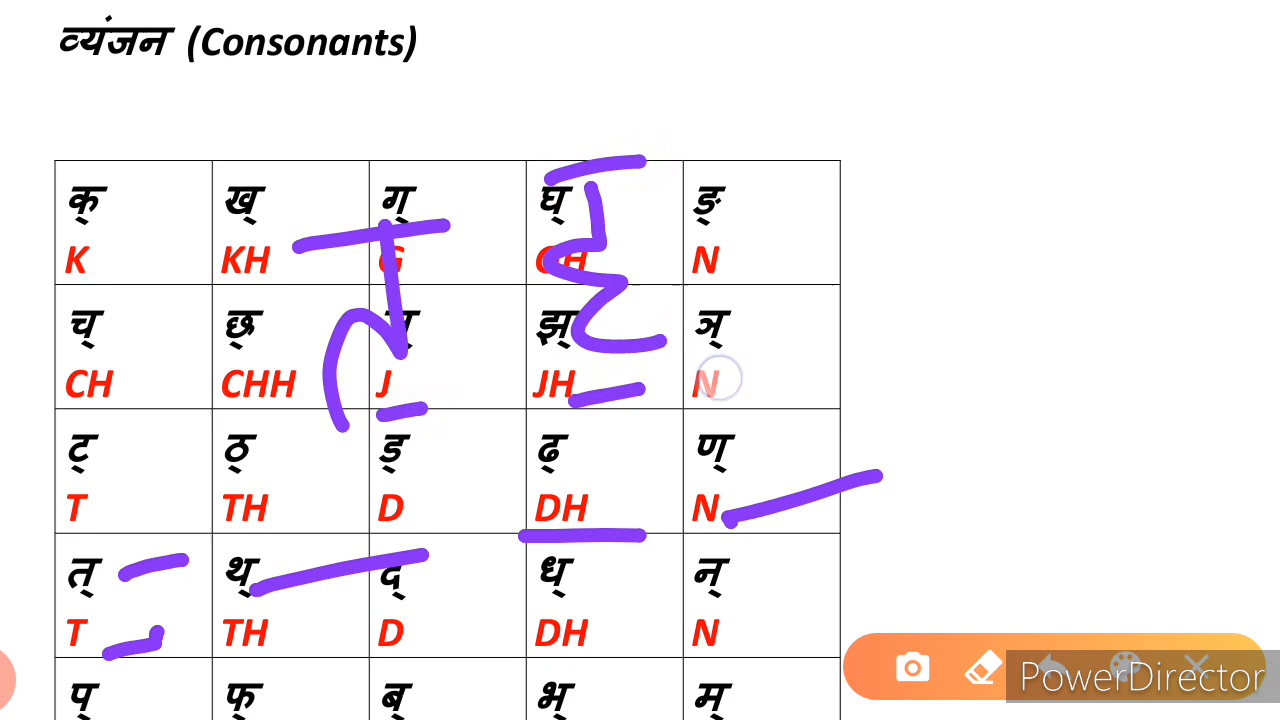 व्यंजन (Consonants)
क् ख् ग् घ् ङ्
K KH G GH N
च् छ् झ् ञ्
CH CHH J JH N
ट् ठ् ड् ढ् ण्
T TH D DH N
त् थ् द् ध् न्
T TH D DH N
प् फ् ब् भ् म्
PowerDirector